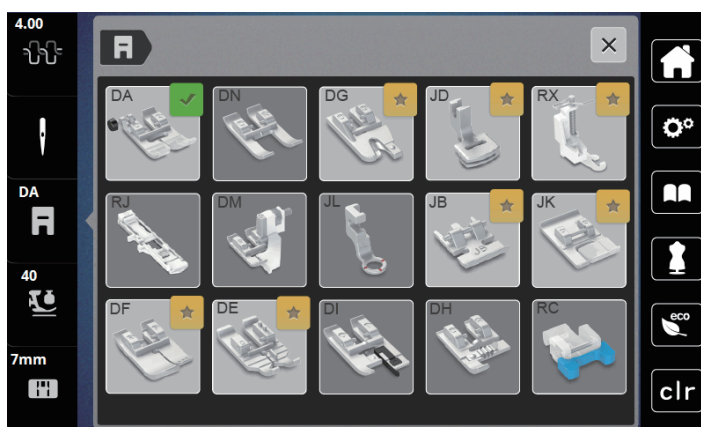 4.00
DA
40
7mm
DA DN DG JD RX
RJ DM JL JB JK
JB
DF DE DI DH RC
eco
clr